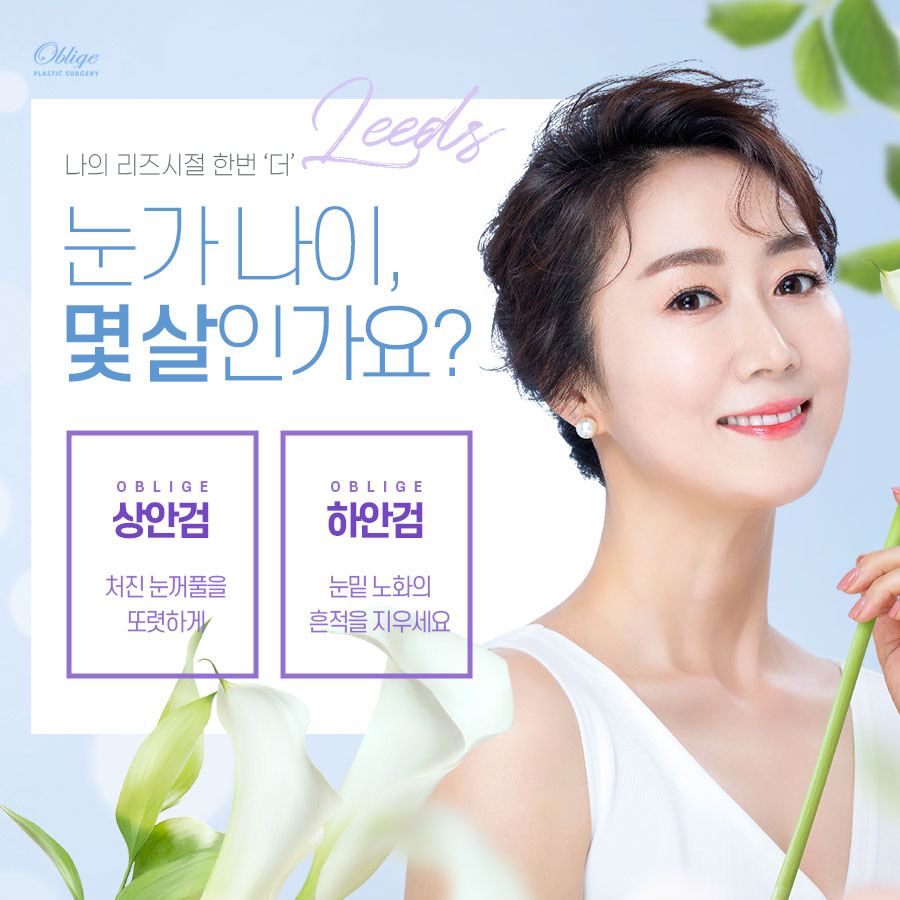 Oblige
PLASTIC SURGERY
Leeds
나의 리즈시절 한번 ‘더’
눈가 나이,
몇 살인가요?
OBLIGE
상안검
처진 눈꺼풀을
또렷하게
OBLIGE
하안검
눈밑 노화의
흔적을 지우세요